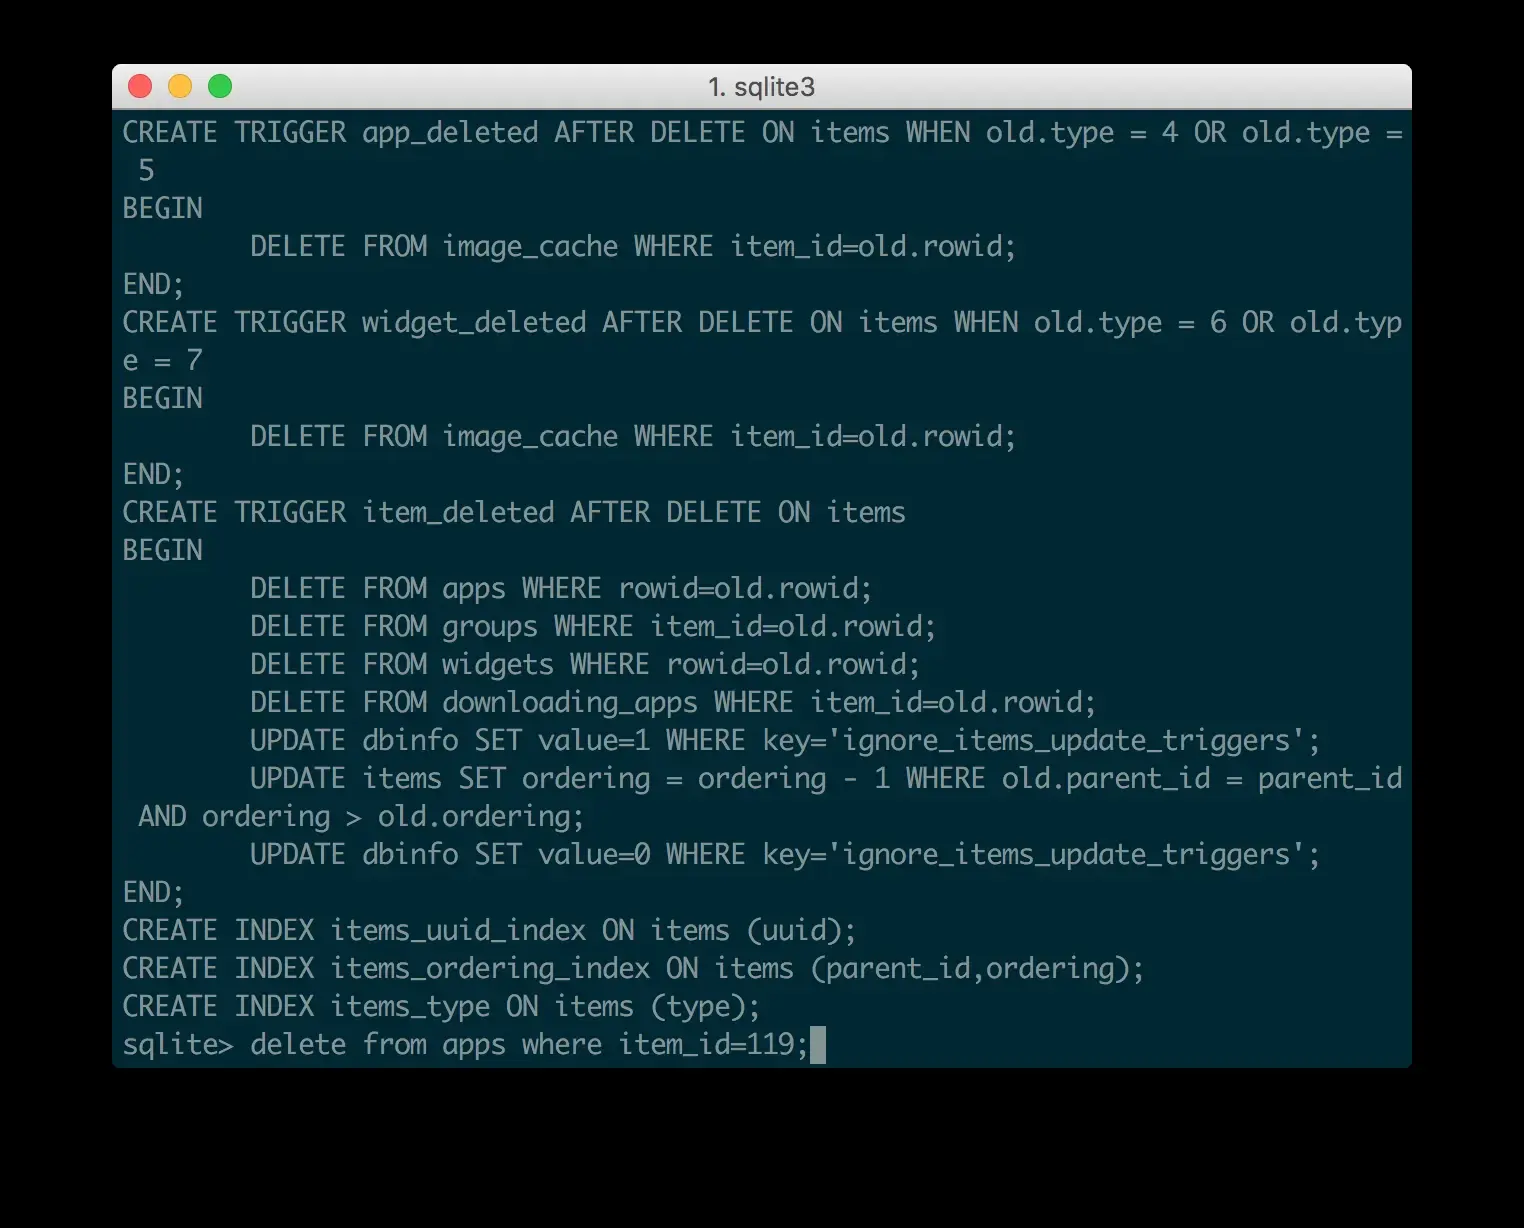 1. sqlite3
CREATE TRIGGER app_deleted AFTER DELETE ON items WHEN old.type = 4 OR old.type =
 5
BEGIN
        DELETE FROM image_cache WHERE item_id=old.rowid;
END;
CREATE TRIGGER widget_deleted AFTER DELETE ON items WHEN old.type = 6 OR old.typ
e = 7
BEGIN
        DELETE FROM image_cache WHERE item_id=old.rowid;
END;
CREATE TRIGGER item_deleted AFTER DELETE ON items
BEGIN
        DELETE FROM apps WHERE rowid=old.rowid;
        DELETE FROM groups WHERE item_id=old.rowid;
        DELETE FROM widgets WHERE rowid=old.rowid;
        DELETE FROM downloading_apps WHERE item_id=old.rowid;
        UPDATE dbinfo SET value=1 WHERE key='ignore_items_update_triggers';
        UPDATE items SET ordering = ordering - 1 WHERE old.parent_id = parent_id
 AND ordering > old.ordering;
        UPDATE dbinfo SET value=0 WHERE key='ignore_items_update_triggers';
END;
CREATE INDEX items_uuid_index ON items (uuid);
CREATE INDEX items_ordering_index ON items (parent_id,ordering);
CREATE INDEX items_type ON items (type);
sqlite> delete from apps where item_id=119;